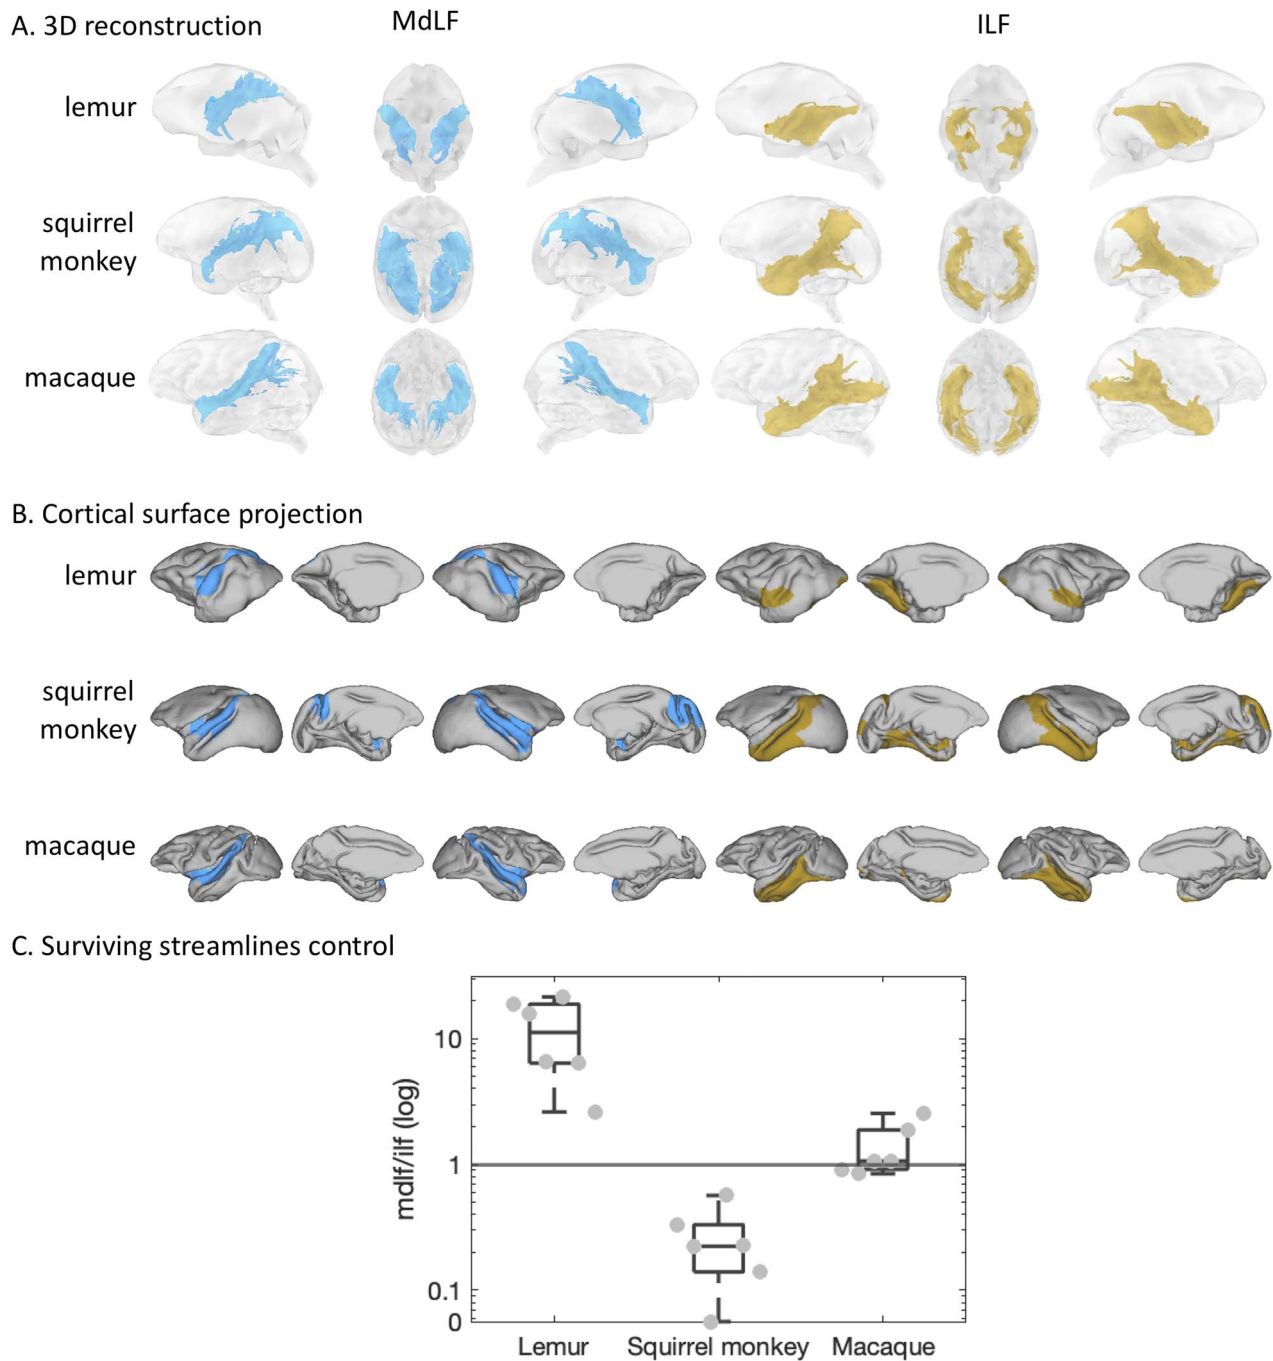 A. 3D reconstruction
MdLF
ILF
lemur
squirrel
monkey
macaque
B. Cortical surface projection
lemur
squirrel
monkey
macaque
C. Surviving streamlines control
mdlf/ilf (log)
10
1
0.1
0
Lemur
Squirrel monkey
Macaque